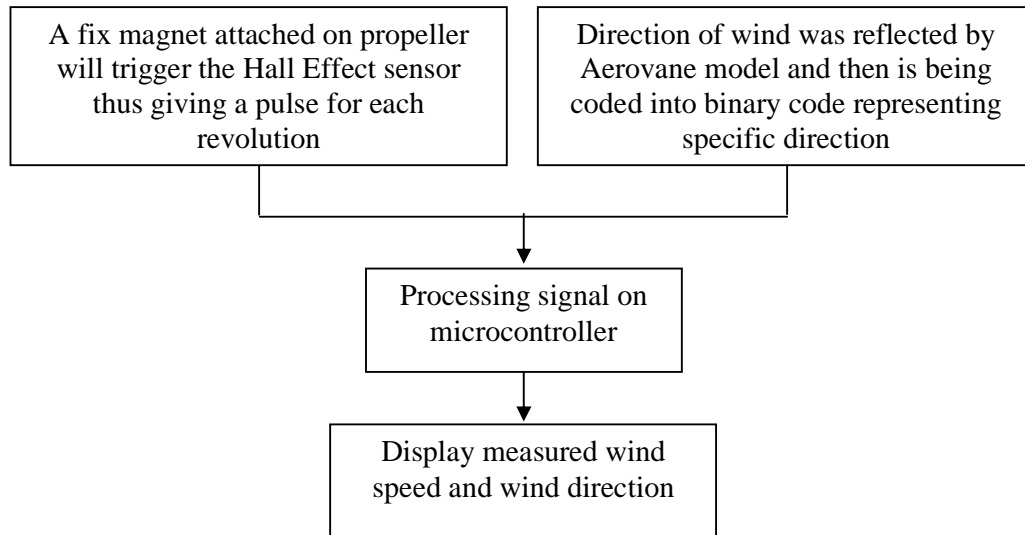 A fix magnet attached on propeller
will trigger the Hall Effect sensor
thus giving a pulse for each
revolution
Direction of wind was reflected by
Aerovane model and then is being
coded into binary code representing
specific direction
Processing signal on
microcontroller
Display measured wind
speed and wind direction